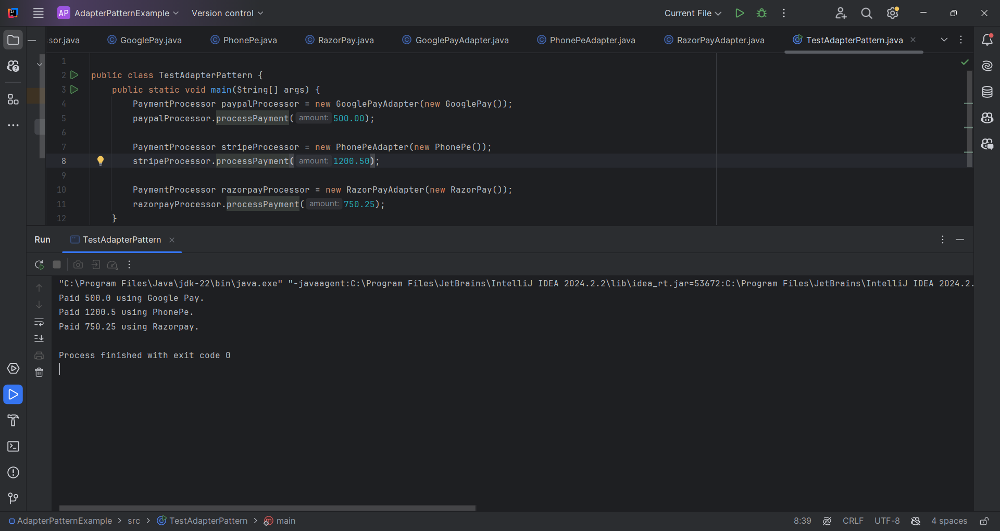 AP AdapterPatternExample Version control Current File
sor.java GooglePay.java PhonePe.java RazorPay.java GooglePayAdapter.java PhonePeAdapter.java RazorPayAdapter.java TestAdapterPattern.java
1
2 public class TestAdapterPattern {
3 public static void main(String[] args) {
4 PaymentProcessor paypalProcessor = new GooglePayAdapter(new GooglePay());
5 paypalProcessor.processPayment( amount: 500.00);
6
7 PaymentProcessor stripeProcessor = new PhonePeAdapter(new PhonePe());
8 stripeProcessor.processPayment( amount: 1200.50);
9
10 PaymentProcessor razorpayProcessor = new RazorPayAdapter(new RazorPay());
11 razorpayProcessor.processPayment( amount: 750.25);
12 }
Run TestAdapterPattern
"C:\Program Files\Java\jdk-22\bin\java.exe" "-javaagent:C:\Program Files\JetBrains\IntelliJ IDEA 2024.2.2\lib\idea_rt.jar=53672:C:\Program Files\JetBrains\IntelliJ IDEA 2024.2.
Paid 500.0 using Google Pay.
Paid 1200.5 using PhonePe.
Paid 750.25 using Razorpay.
Process finished with exit code 0
AdapterPatternExample > src > TestAdapterPattern > main 8:39 CRLF UTF-8 4 spaces